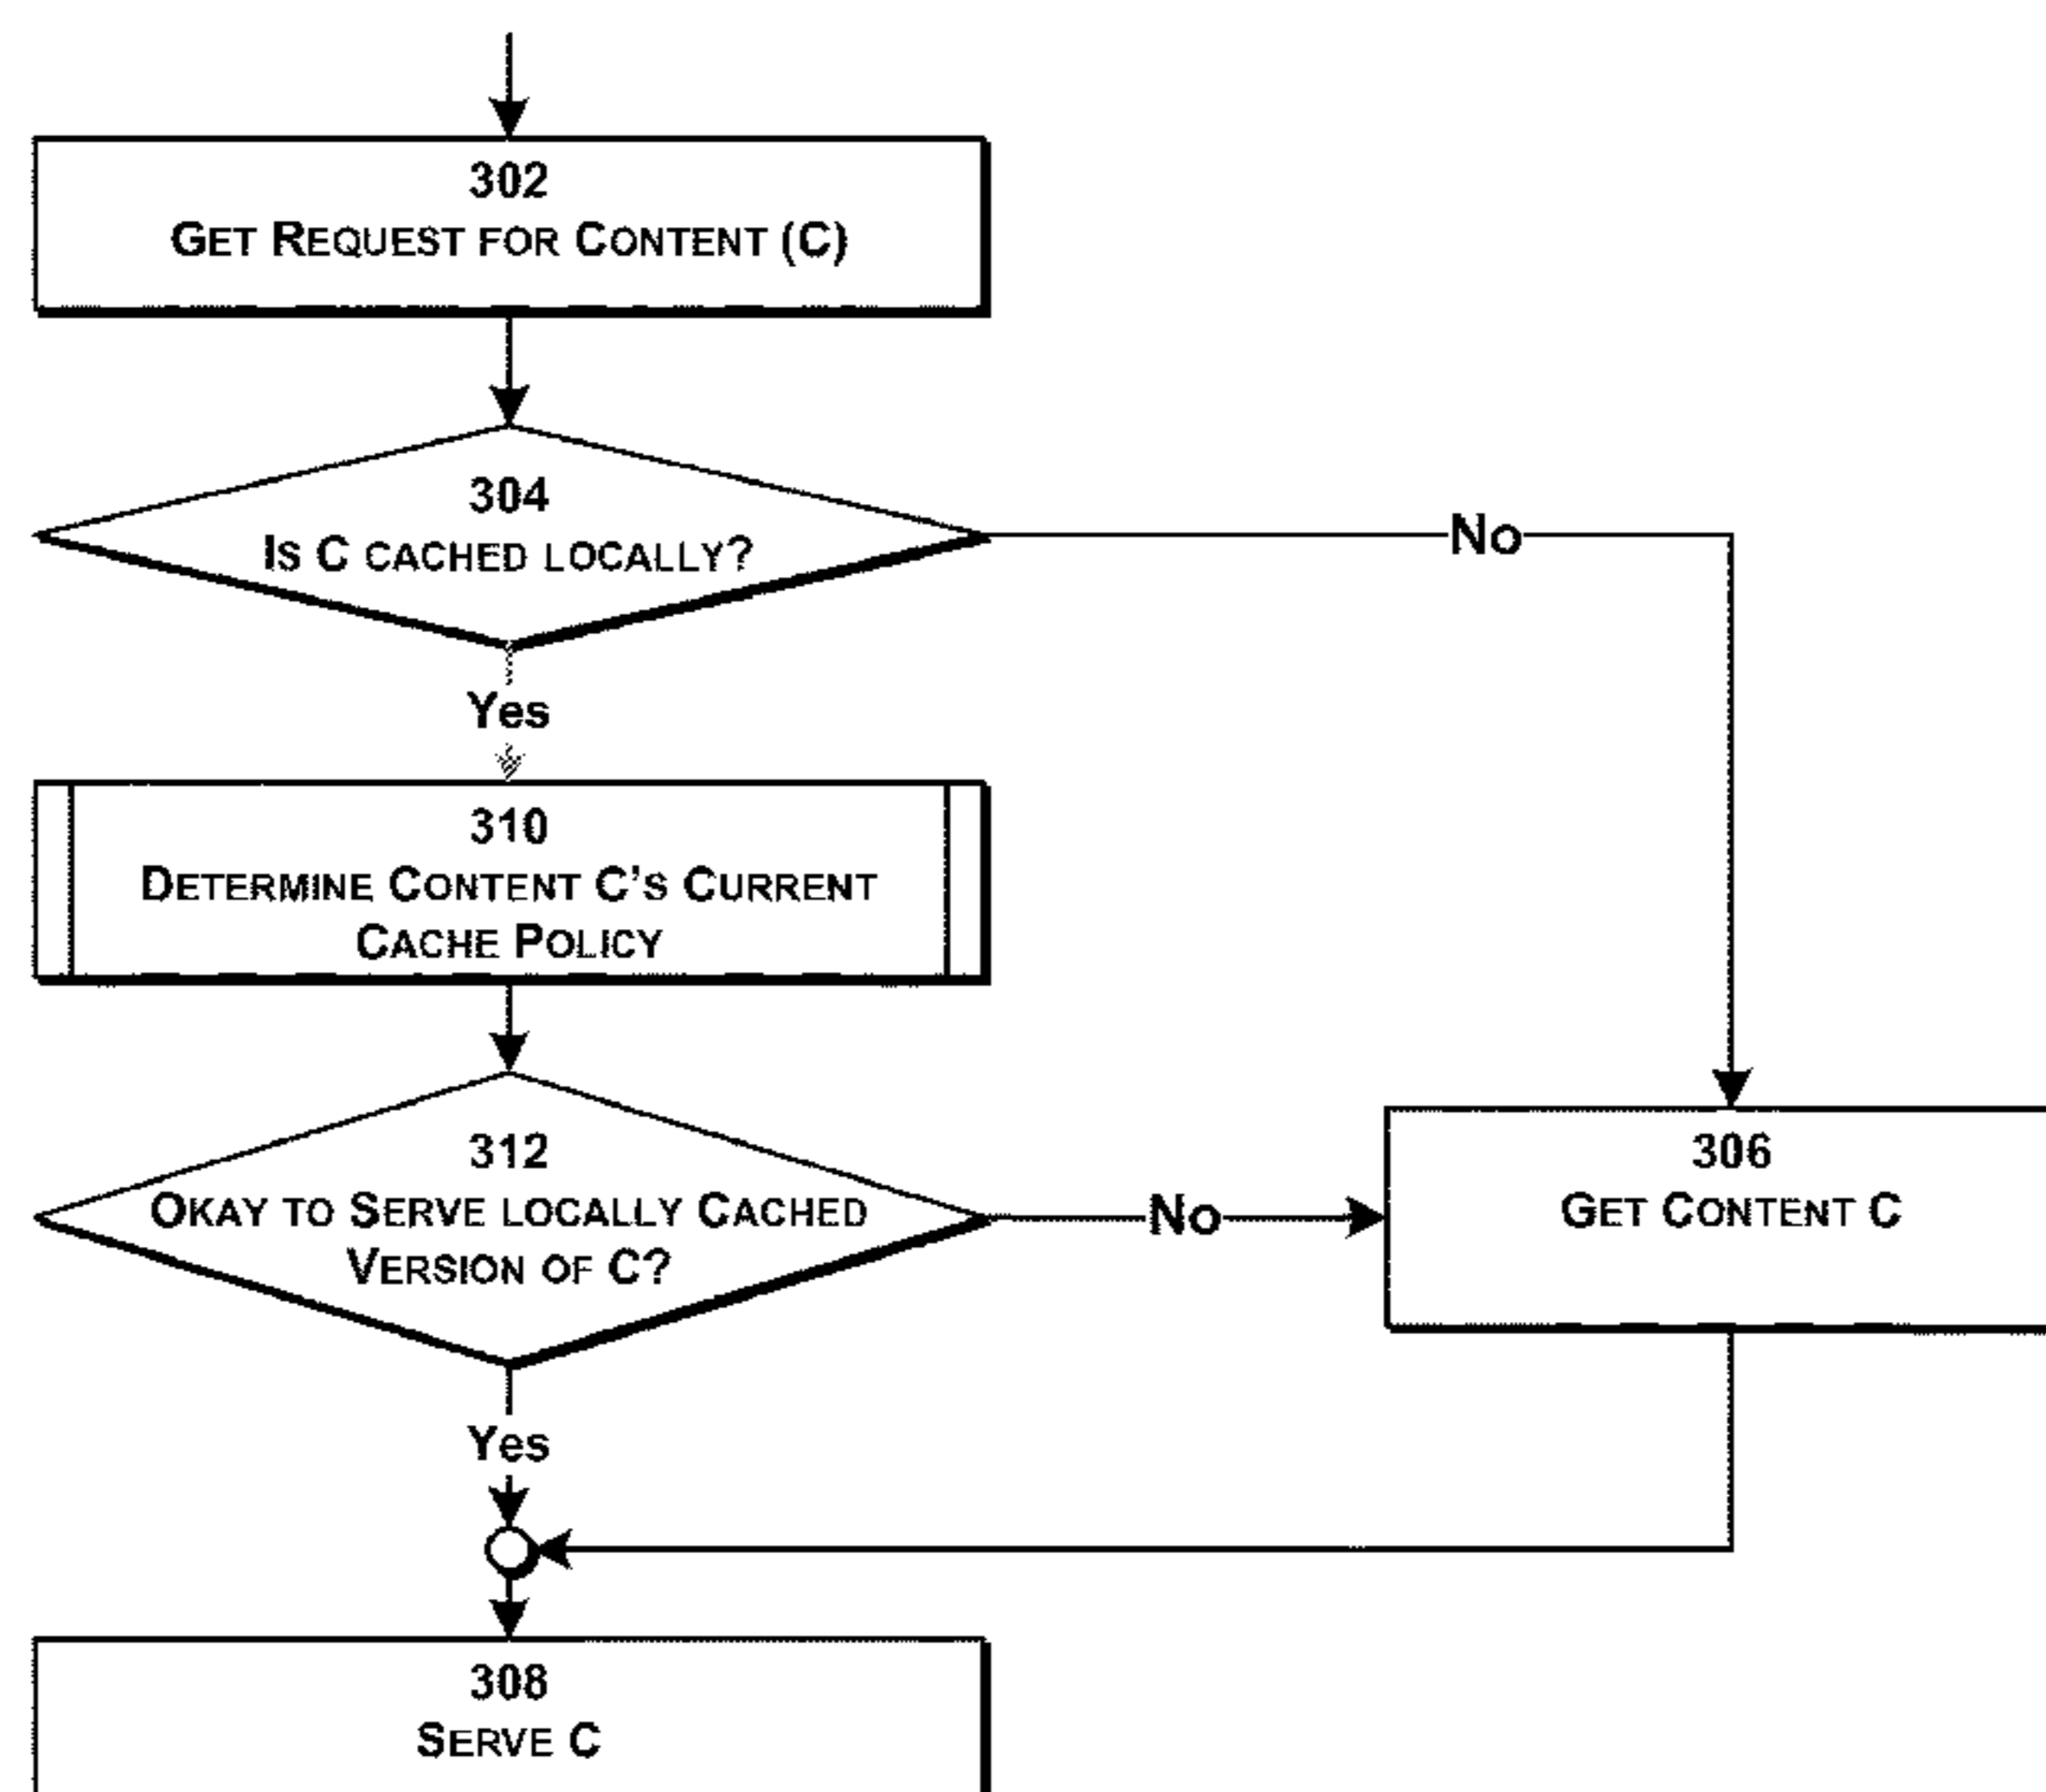 302
Get Request for Content (C)
304
Is C cached locally?
No
Yes
310
Determine Content C's Current
Cache Policy
312
Okay to Serve locally Cached
Version of C?
No
306
Get Content C
Yes
308
Serve C